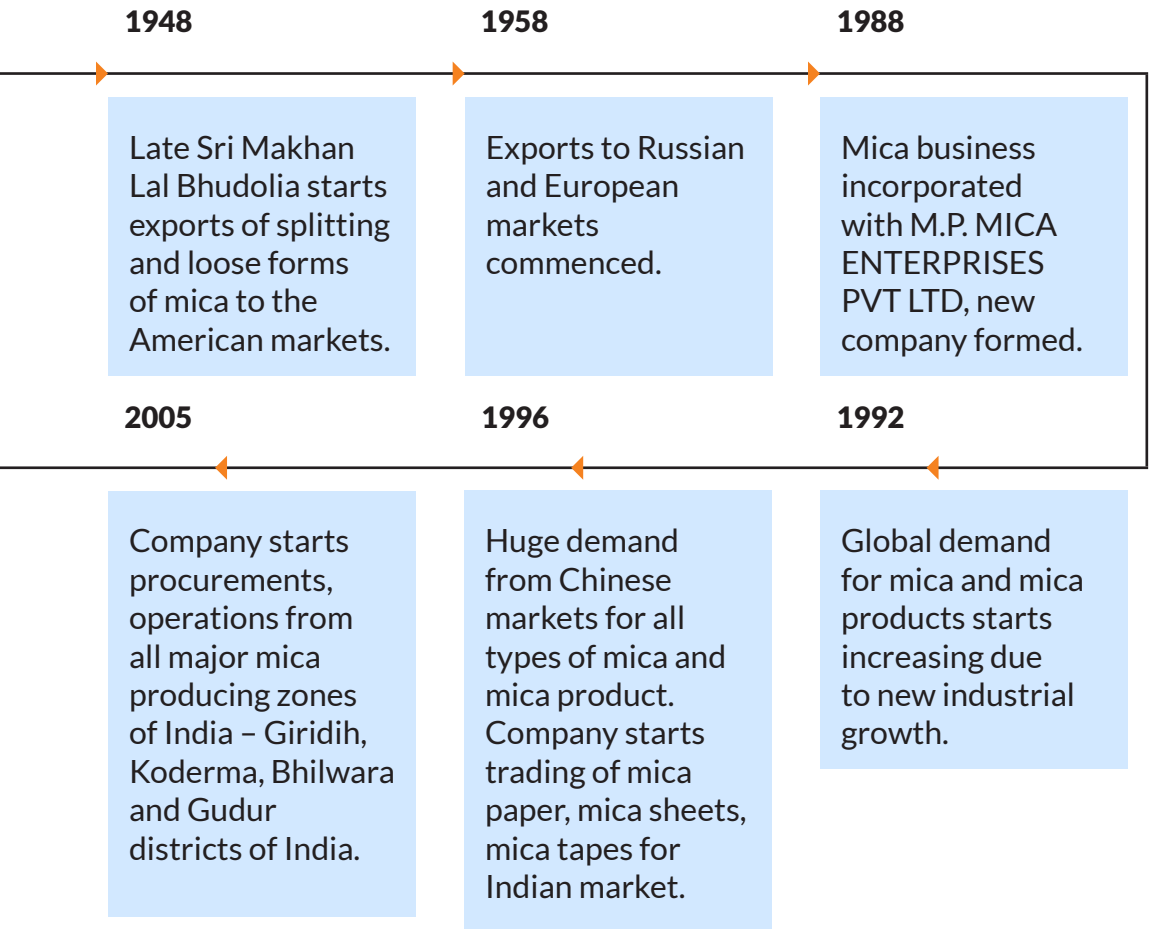 1948
Late Sri Makhan
Lal Bhudolia starts
exports of splitting
and loose forms
of mica to the
American markets.
1958
Exports to Russian
and European
markets
commenced.
1988
Mica business
incorporated
with M.P. MICA
ENTERPRISES
PVT LTD, new
company formed.
1992
Global demand
for mica and mica
products starts
increasing due
to new industrial
growth.
1996
Huge demand
from Chinese
markets for all
types of mica and
mica product.
Company starts
trading of mica
paper, mica sheets,
mica tapes for
Indian market.
2005
Company starts
procurements,
operations from
all major mica
producing zones
of India – Giridih,
Koderma, Bhilwara
and Gudur
districts of India.